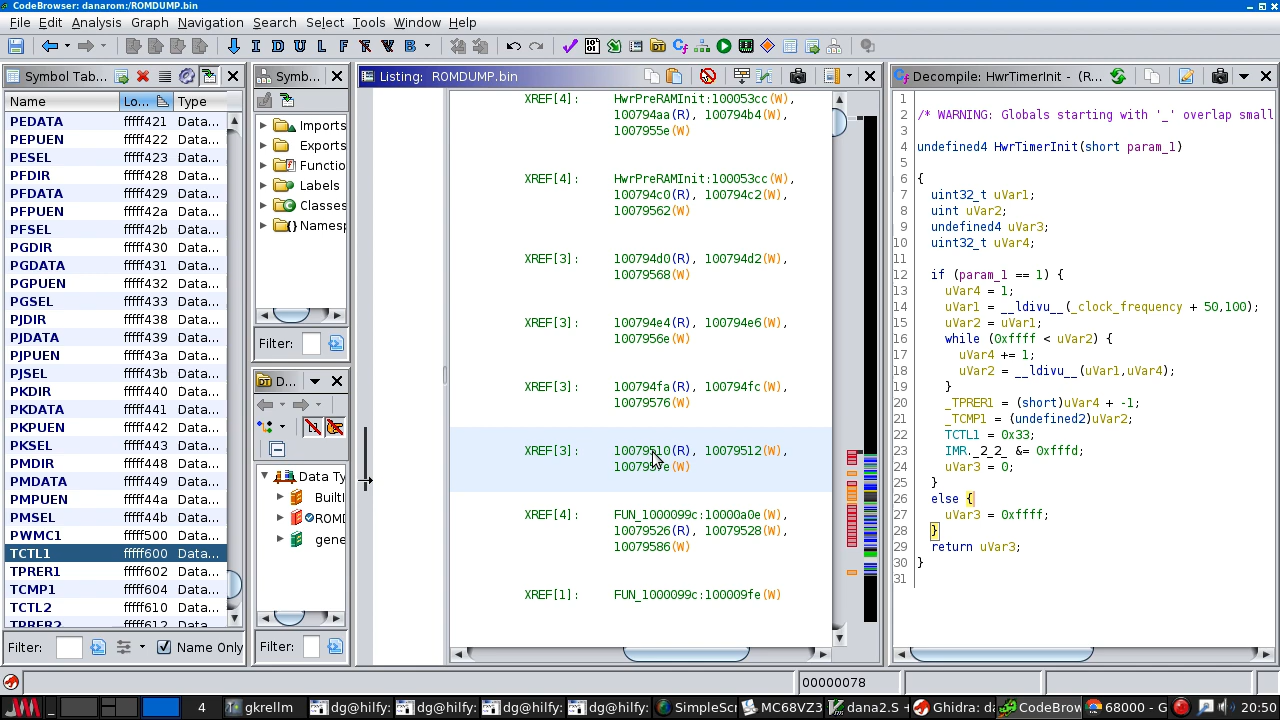 CodeBrowser: danarom:/ROMDUMP.bin
File Edit Analysis Graph Navigation Search Select Tools Window Help
I D U L F V B
Symbol Tab...
Name Lo... Type
PEDATA fffff421 Data...
PEPUEN fffff422 Data...
PESEL fffff423 Data...
PFDIR fffff428 Data...
PFDATA fffff429 Data...
PFPUEN fffff42a Data...
PFSEL fffff42b Data...
PGDIR fffff430 Data...
PGDATA fffff431 Data...
PGPUEN fffff432 Data...
PGSEL fffff433 Data...
PJDIR fffff438 Data...
PJDATA fffff439 Data...
PJPUEN fffff43a Data...
PJSEL fffff43b Data...
PKDIR fffff440 Data...
PKDATA fffff441 Data...
PKPUEN fffff442 Data...
PKSEL fffff443 Data...
PMDIR fffff448 Data...
PMDATA fffff449 Data...
PMPUEN fffff44a Data...
PMSEL fffff44b Data...
PWMC1 fffff500 Data...
TCTL1 fffff600 Data...
TPRER1 fffff602 Data...
TCMP1 fffff604 Data...
TCTL2 fffff610 Data...
TPRER2 fffff612 Data...
Filter: Name Only
Symb...
Imports
Exports
Functio
Labels
Classes
Namesp
Filter:
D...
Data Ty
BuiltI
ROMD
gene
Filter:
Listing: ROMDUMP.bin
XREF[4]: HwrPreRAMInit:100053cc(W),
100794aa(R), 100794b4(W),
1007955e(W)
XREF[4]: HwrPreRAMInit:100053cc(W),
100794c0(R), 100794c2(W),
10079562(W)
XREF[3]: 100794d0(R), 100794d2(W),
10079568(W)
XREF[3]: 100794e4(R), 100794e6(W),
1007956e(W)
XREF[3]: 100794fa(R), 100794fc(W),
10079576(W)
XREF[3]: 10079510(R), 10079512(W),
XREF[4]: FUN_1000099c:10000a0e(W),
10079526(R), 10079528(W),
10079586(W)
XREF[1]: FUN_1000099c:100009fe(W)
Decompile: HwrTimerInit - (R...
1
2 /* WARNING: Globals starting with '_' overlap small
3
4 undefined4 HwrTimerInit(short param_1)
5
6 {
7 uint32_t uVar1;
8 uint uVar2;
9 undefined4 uVar3;
10 uint32_t uVar4;
11
12 if (param_1 == 1) {
13 uVar4 = 1;
14 uVar1 = __ldivu__(_clock_frequency + 50,100);
15 uVar2 = uVar1;
16 while (0xffff < uVar2) {
17 uVar4 += 1;
18 uVar2 = __ldivu__(uVar1,uVar4);
19 }
20 _TPRER1 = (short)uVar4 + -1;
21 _TCMP1 = (undefined2)uVar2;
22 TCTL1 = 0x33;
23 IMR._2_2_ &= 0xfffd;
24 uVar3 = 0;
25 }
26 else {
27 uVar3 = 0xffff;
28 }
29 return uVar3;
30 }
31
00000078
4 gkrellm dg@hilfy: dg@hilfy: dg@hilfy: dg@hilfy: SimpleScr MC68VZ3 dana2.S + Ghidra: da CodeBrow 68000 - G 20:50